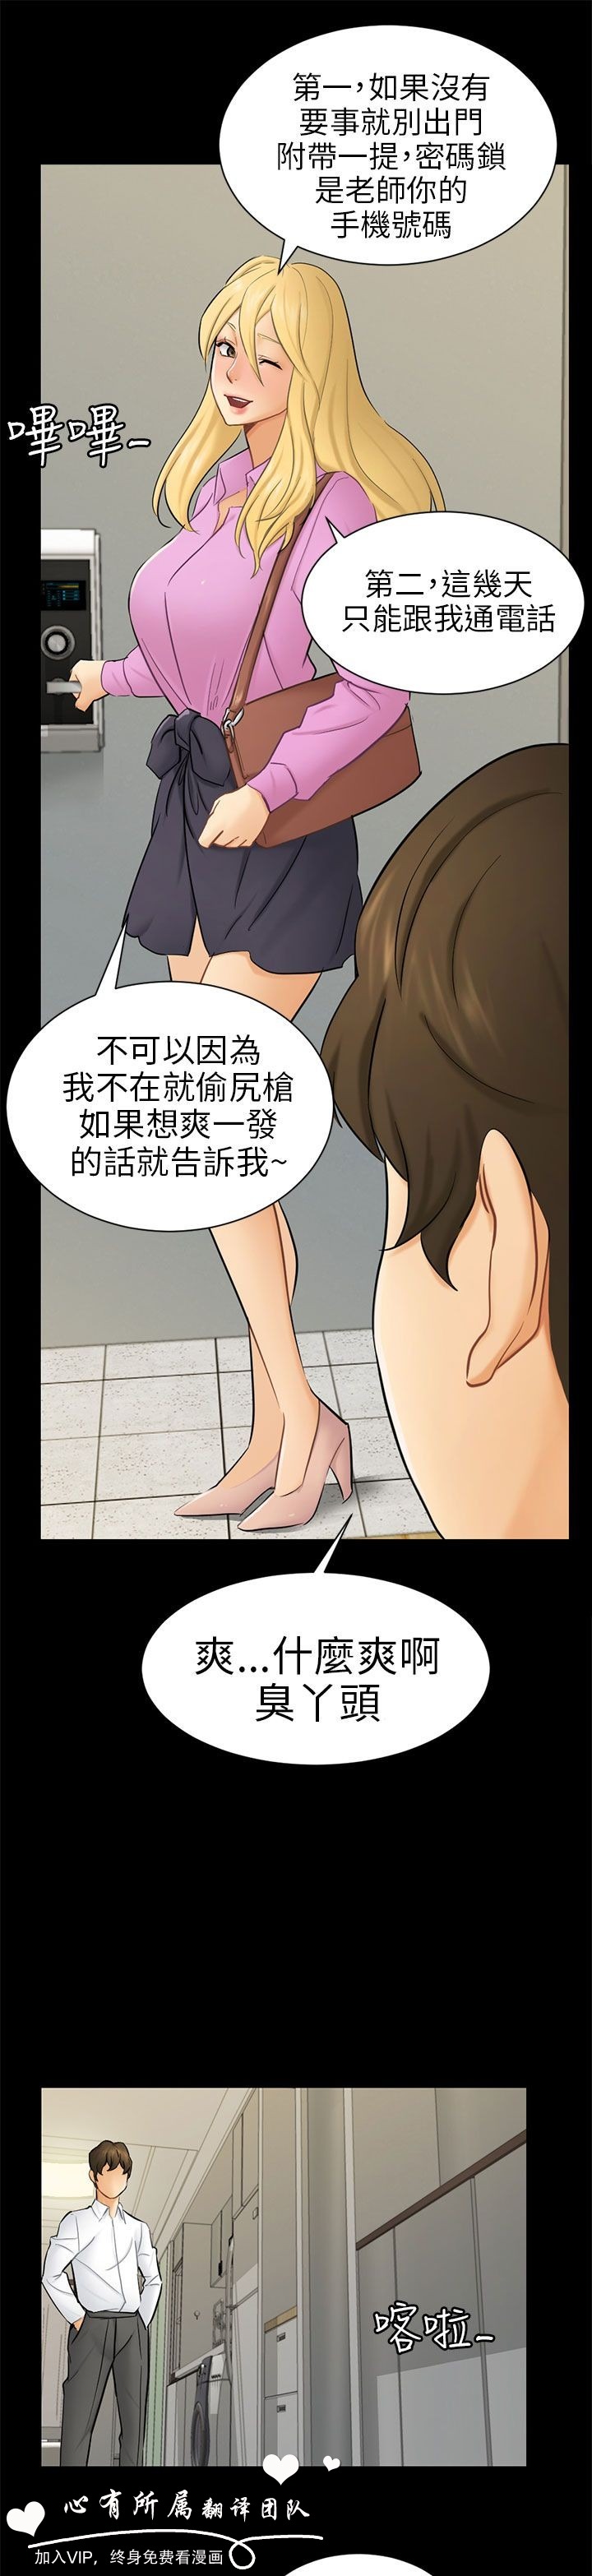 第一，如果沒有
要事就別出門
附帶一提，密碼鎖
是老師你的
手機號碼
嗶嗶~
第二，這幾天
只能跟我通電話
不可以因為
我不在就偷尻槍
如果想爽一發
的話就告訴我~
爽...什麼爽啊
臭丫頭
喀啦~
心有所属翻译团队
加入VIP，终身免费看漫画